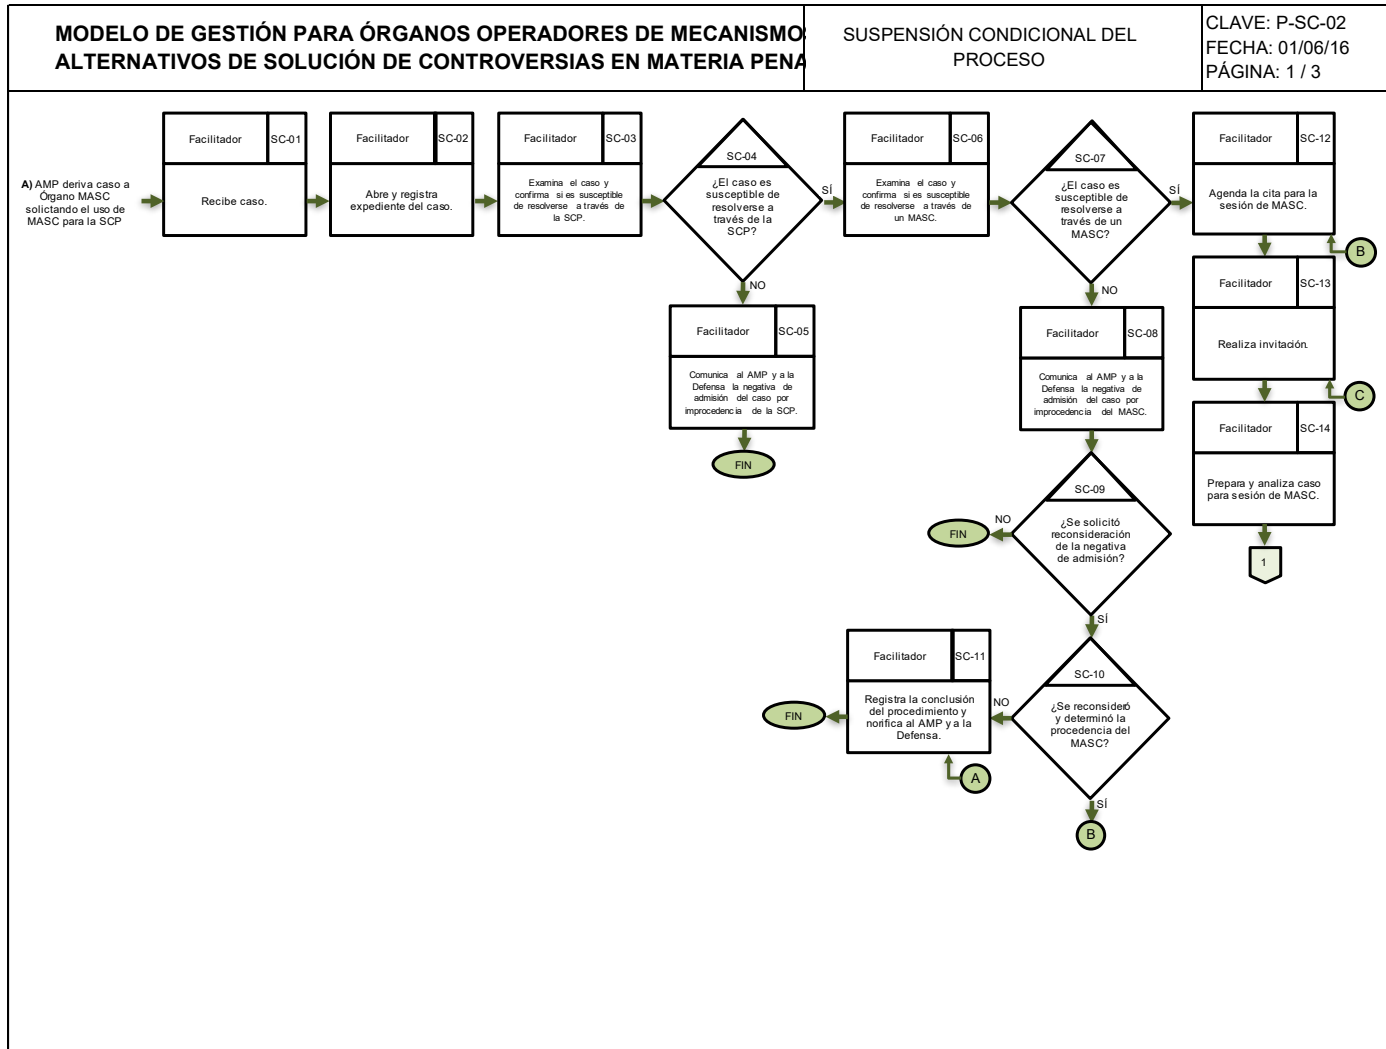 MODELO DE GESTIÓN PARA ÓRGANOS OPERADORES DE MECANISMO
ALTERNATIVOS DE SOLUCIÓN DE CONTROVERSIAS EN MATERIA PENA
SUSPENSIÓN CONDICIONAL DEL
PROCESO
CLAVE: P-SC-02
FECHA: 01/06/16
PÁGINA: 1 / 3
A) AMP deriva caso a
Órgano MASC
solicitando el uso de
MASC para la SCP
Facilitador
SC-01
Recibe caso.
Facilitador
SC-02
Abre y registra
expediente del caso.
Facilitador
SC-03
Examina el caso y
confirma si es susceptible
de resolverse a través de
la SCP.
SC-04
¿El caso es
susceptible de
resolverse a
través de la
SCP?
SÍ
NO
Facilitador
SC-05
Comunica al AMP y a la
Defensa la negativa de
admisión del caso por
improcedencia de la SCP.
FIN
Facilitador
SC-06
Examina el caso y
confirma si es susceptible
de resolverse a través de
un MASC.
SC-07
¿El caso es
susceptible de
resolverse a
través de un
MASC?
SÍ
NO
Facilitador
SC-08
Comunica al AMP y a la
Defensa la negativa de
admisión del caso por
improcedencia del MASC.
SC-09
¿Se solicitó
reconsideración
de la negativa
de admisión?
NO
FIN
SÍ
SC-10
¿Se reconsideró
y determinó la
procedencia del
MASC?
NO
SÍ
B
Facilitador
SC-11
Registra la conclusión
del procedimiento y
norifica al AMP y a la
Defensa.
FIN
A
Facilitador
SC-12
Agenda la cita para la
sesión de MASC.
B
Facilitador
SC-13
Realiza invitación.
C
Facilitador
SC-14
Prepara y analiza caso
para sesión de MASC.
1